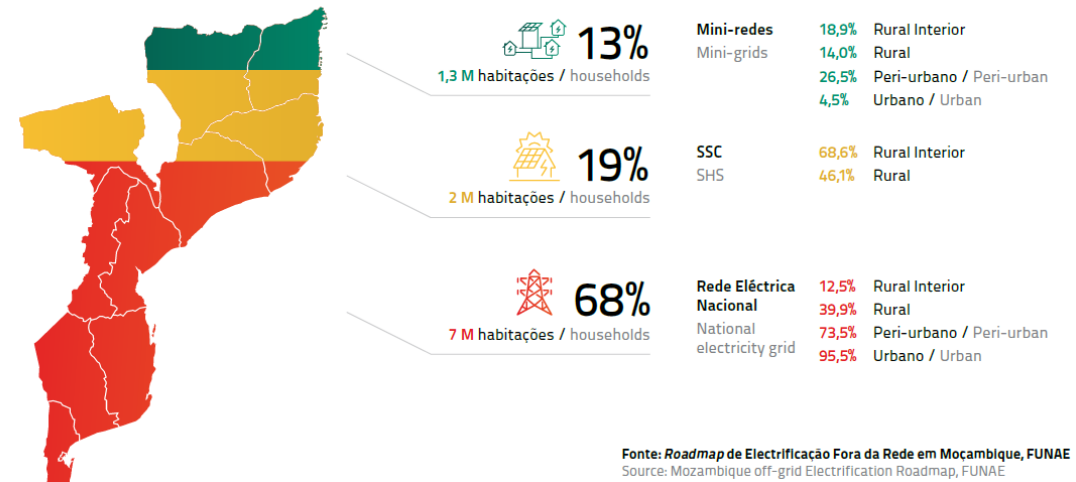 13%
1,3 M habitações / households
Mini-redes
Mini-grids
18,9% Rural Interior
14,0% Rural
26,5% Peri-urbano / Peri-urban
4,5% Urbano / Urban
19%
2 M habitações / households
SSC
SHS
68,6% Rural Interior
46,1% Rural
68%
7 M habitações / households
Rede Eléctrica
Nacional
National
electricity grid
12,5% Rural Interior
39,9% Rural
73,5% Peri-urbano / Peri-urban
95,5% Urbano / Urban
Fonte: Roadmap de Electrificação Fora da Rede em Moçambique, FUNAE
Source: Mozambique off-grid Electrification Roadmap, FUNAE